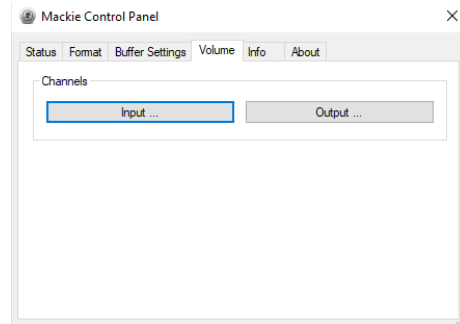 Mackie Control Panel
Status Format Buffer Settings Volume Info About
Channels
Input ... Output ...